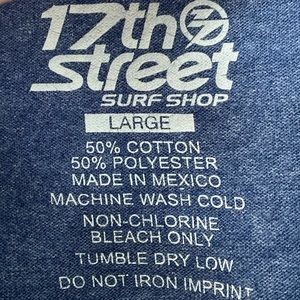 17th
Street
SURF SHOP
LARGE
50% COTTON
50% POLYESTER
MADE IN MEXICO
MACHINE WASH COLD
NON-CHLORINE
BLEACH ONLY
TUMBLE DRY LOW
DO NOT IRON IMPRINT